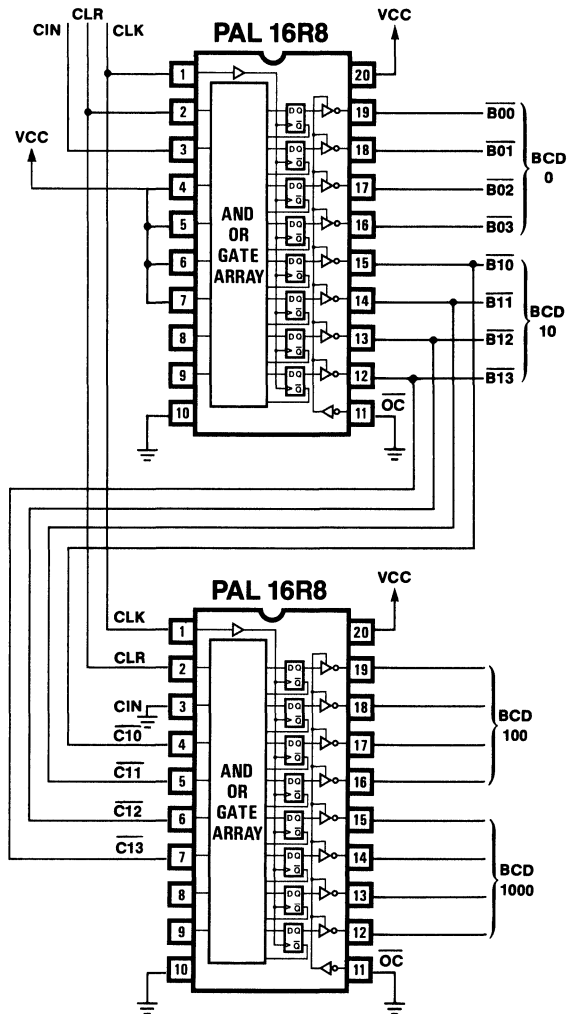 CLR
CIN
CLK
PAL 16R8
VCC
1
20
2
19
B00
3
18
B01
VCC
BCD
0
4
17
B02
5
16
B03
AND
OR
GATE
ARRAY
6
15
B10
7
14
B11
BCD
10
8
13
B12
9
12
B13
10
11
OC
D Q
Q
D Q
Q
D Q
Q
D Q
Q
D Q
Q
D Q
Q
D Q
Q
D Q
Q
PAL 16R8
VCC
CLK
1
20
CLR
2
19
CIN
3
18
BCD
100
C10
4
17
C11
5
16
AND
OR
GATE
ARRAY
C12
6
15
C13
7
14
BCD
1000
8
13
9
12
10
11
OC
D Q
Q
D Q
Q
D Q
Q
D Q
Q
D Q
Q
D Q
Q
D Q
Q
D Q
Q